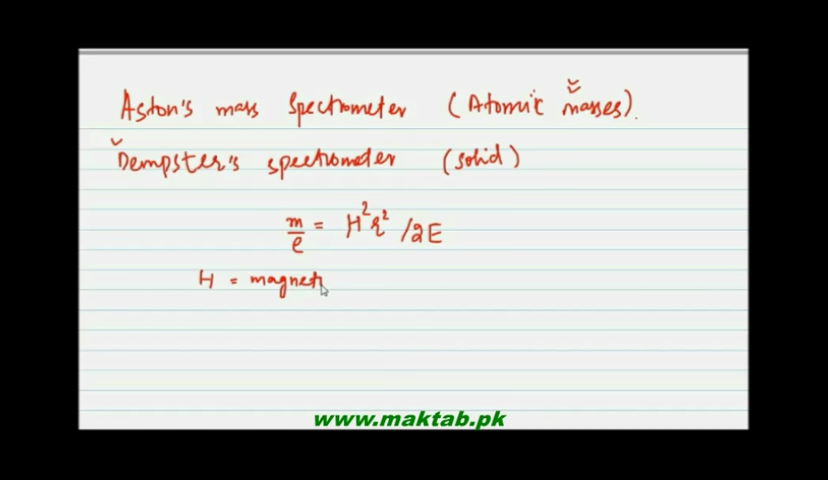 Aston's mass spectrometer (Atomic masses).
Dempster's spectrometer (solid)
m/e = H²r²/2E
H = magnet
www.maktab.pk